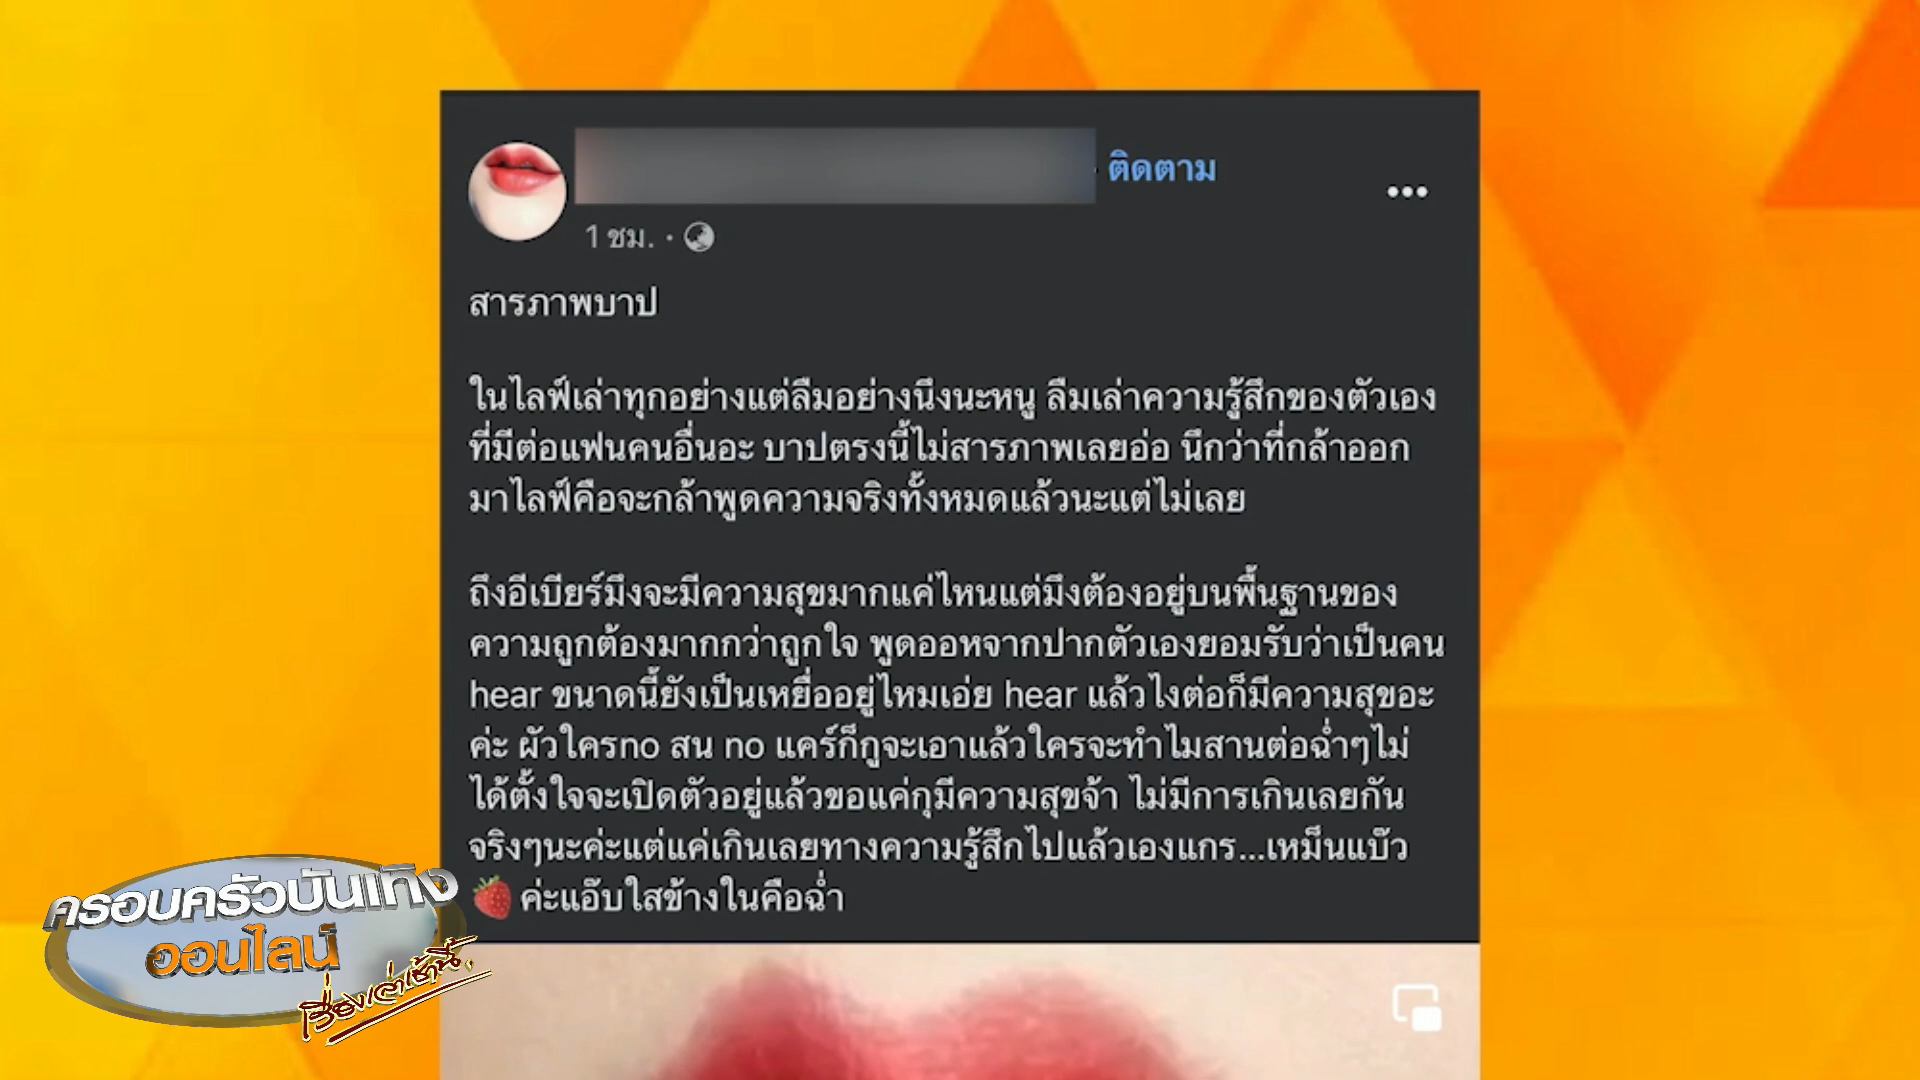 ติดตาม
1 ชม.
สารภาพบาป
ในไลฟ์เล่าทุกอย่างแต่ลืมอย่างนึงนะหนู ลืมเล่าความรู้สึกของตัวเอง
ที่มีต่อแฟนคนอื่นอะ บาปตรงนี้ไม่สารภาพเลยอ่อ นึกว่าที่กล้าออก
มาไลฟ์คือจะกล้าพูดความจริงทั้งหมดแล้วนะแต่ไม่เลย
ถึงอีเบียร์มึงจะมีความสุขมากแค่ไหนแต่มึงต้องอยู่บนพื้นฐานของ
ความถูกต้องมากกว่าถูกใจ พูดออหจากปากตัวเองยอมรับว่าเป็นคน
hear ขนาดนี้ยังเป็นเหยื่ออยู่ไหมเอ่ย hear แล้วไงต่อก็มีความสุขอะ
ค่ะ ผัวใครno สน no แคร์ก็กูจะเอาแล้วใครจะทำไมสานต่อฉ่ำๆไม่
ได้ตั้งใจจะเปิดตัวอยู่แล้วขอแค่กุมีความสุขจ้า ไม่มีการเกินเลยกัน
จริงๆนะค่ะแต่แค่เกินเลยทางความรู้สึกไปแล้วเองแกร...เหม็นแบ๊ว
🍓 ค่ะแอ๊บใสข้างในคือฉ่ำ
ครอบครัวบันเทิง
ออนไลน์
เรื่องเล่าเช้านี้